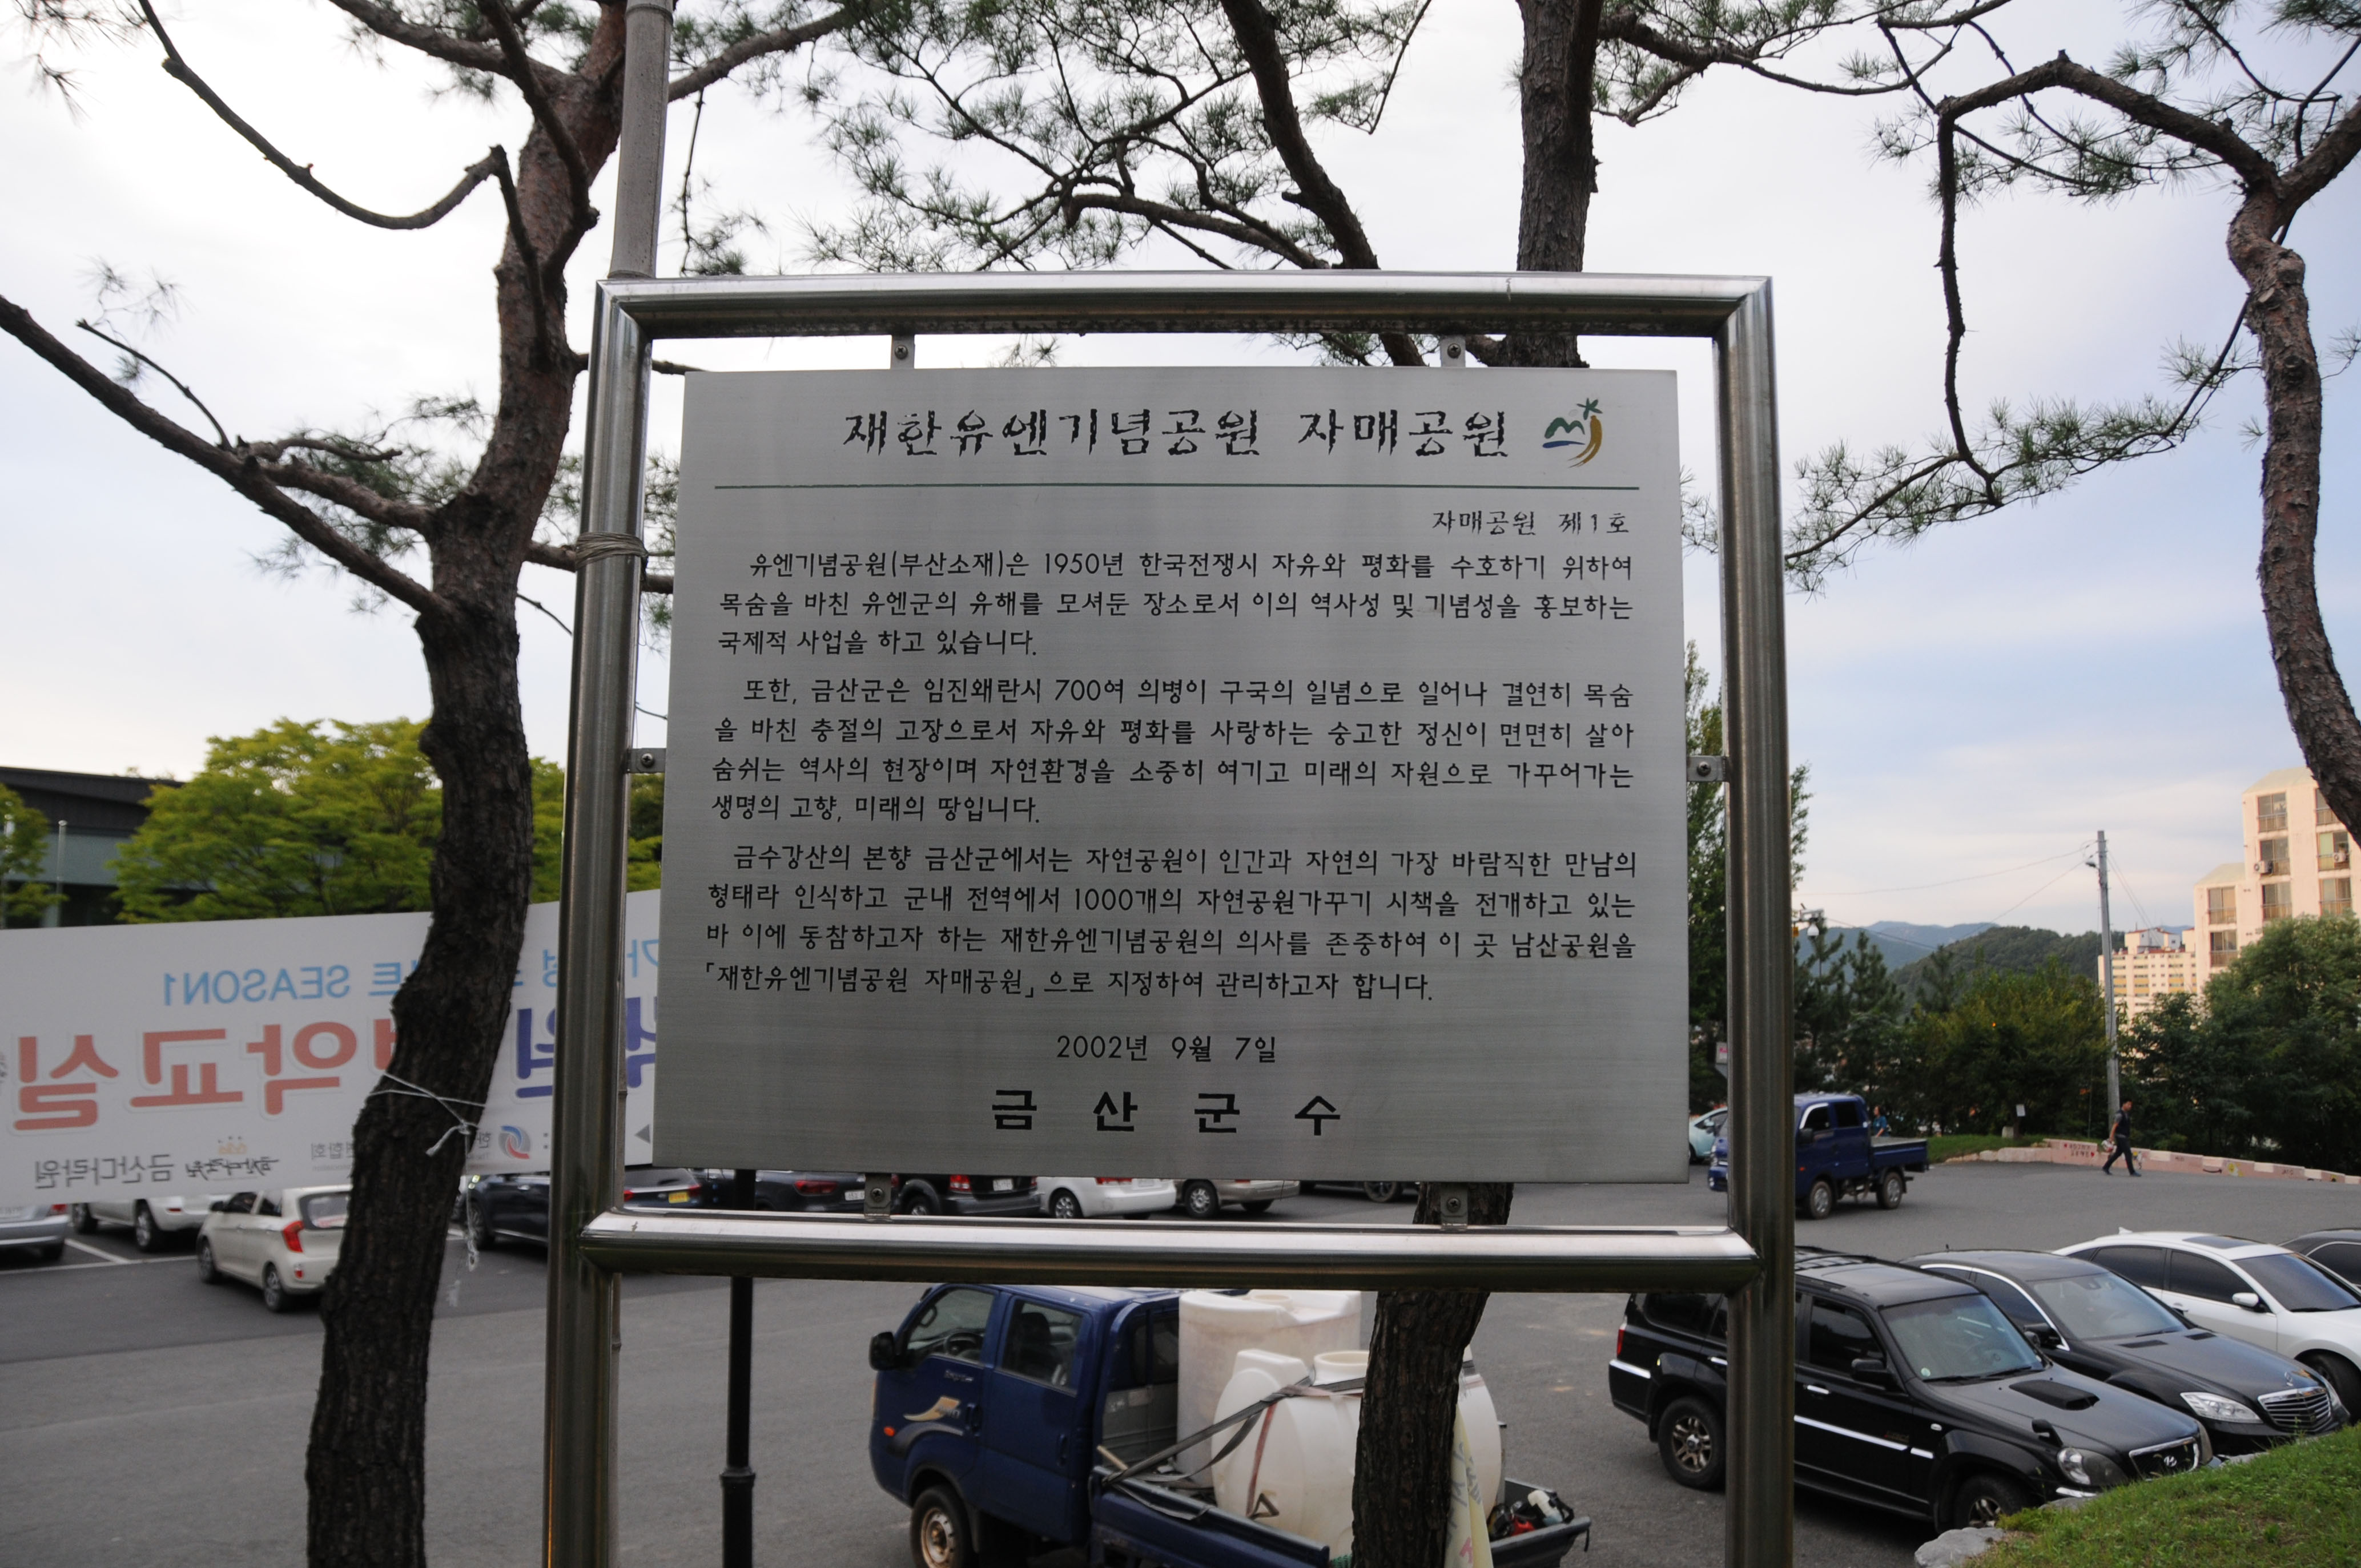 재한유엔기념공원 자매공원
자매공원 제1호
유엔기념공원(부산소재)은 1950년 한국전쟁시 자유와 평화를 수호하기 위하여
목숨을 바친 유엔군의 유해를 모셔둔 장소로서 이의 역사성 및 기념성을 홍보하는
국제적 사업을 하고 있습니다.
또한, 금산군은 임진왜란시 700여 의병이 구국의 일념으로 일어나 결연히 목숨
을 바친 충절의 고장으로서 자유와 평화를 사랑하는 숭고한 정신이 면면히 살아
숨쉬는 역사의 현장이며 자연환경을 소중히 여기고 미래의 자원으로 가꾸어가는
생명의 고향, 미래의 땅입니다.
금수강산의 본향 금산군에서는 자연공원이 인간과 자연의 가장 바람직한 만남의
형태라 인식하고 군내 전역에서 1000개의 자연공원가꾸기 시책을 전개하고 있는
바 이에 동참하고자 하는 재한유엔기념공원의 의사를 존중하여 이 곳 남산공원을
「재한유엔기념공원 자매공원」으로 지정하여 관리하고자 합니다.
2002년 9월 7일
금 산 군 수
SEASON1
악교실
금산다락원